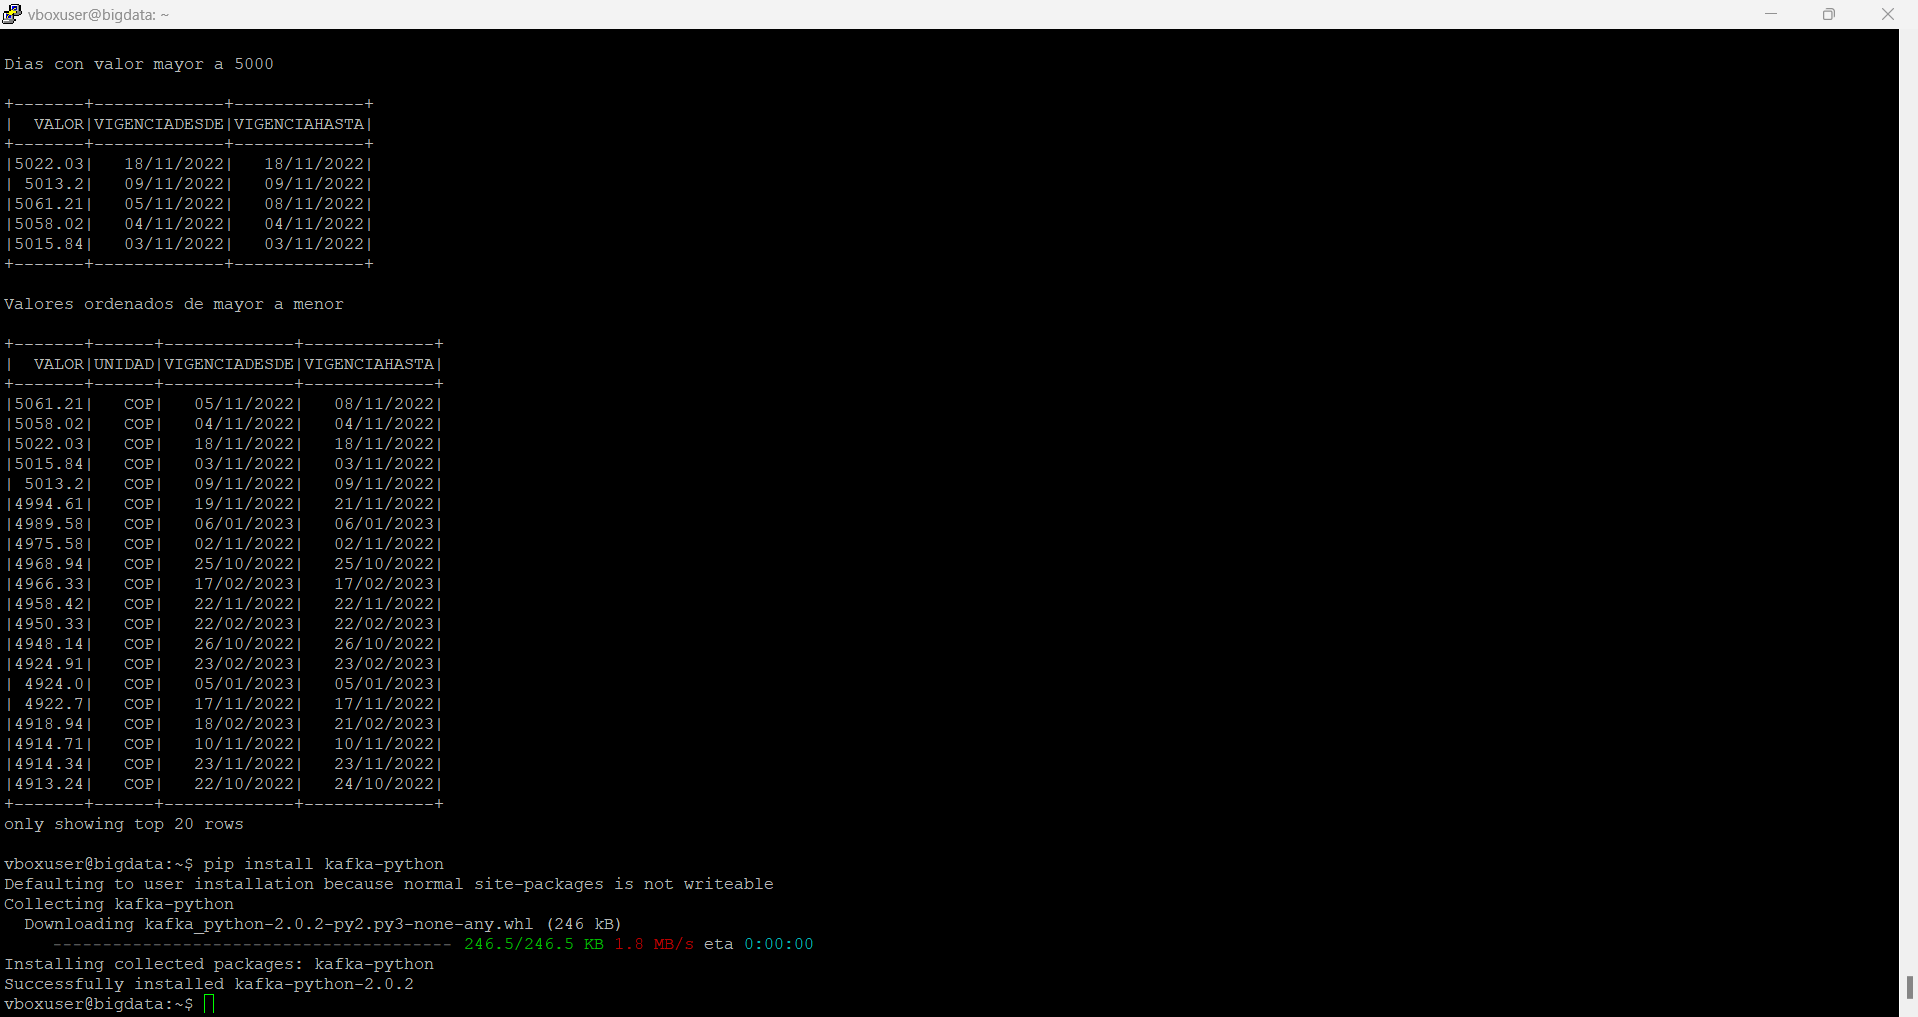 vboxuser@bigdata: ~
Dias con valor mayor a 5000
+-------+-------------+-------------+
|  VALOR|VIGENCIADESDE|VIGENCIAHASTA|
+-------+-------------+-------------+
|5022.03|   18/11/2022|   18/11/2022|
| 5013.2|   09/11/2022|   09/11/2022|
|5061.21|   05/11/2022|   08/11/2022|
|5058.02|   04/11/2022|   04/11/2022|
|5015.84|   03/11/2022|   03/11/2022|
+-------+-------------+-------------+
Valores ordenados de mayor a menor
+-------+------+-------------+-------------+
|  VALOR|UNIDAD|VIGENCIADESDE|VIGENCIAHASTA|
+-------+------+-------------+-------------+
|5061.21|   COP|   05/11/2022|   08/11/2022|
|5058.02|   COP|   04/11/2022|   04/11/2022|
|5022.03|   COP|   18/11/2022|   18/11/2022|
|5015.84|   COP|   03/11/2022|   03/11/2022|
| 5013.2|   COP|   09/11/2022|   09/11/2022|
|4994.61|   COP|   19/11/2022|   21/11/2022|
|4989.58|   COP|   06/01/2023|   06/01/2023|
|4975.58|   COP|   02/11/2022|   02/11/2022|
|4968.94|   COP|   25/10/2022|   25/10/2022|
|4966.33|   COP|   17/02/2023|   17/02/2023|
|4958.42|   COP|   22/11/2022|   22/11/2022|
|4950.33|   COP|   22/02/2023|   22/02/2023|
|4948.14|   COP|   26/10/2022|   26/10/2022|
|4924.91|   COP|   23/02/2023|   23/02/2023|
| 4924.0|   COP|   05/01/2023|   05/01/2023|
| 4922.7|   COP|   17/11/2022|   17/11/2022|
|4918.94|   COP|   18/02/2023|   21/02/2023|
|4914.71|   COP|   10/11/2022|   10/11/2022|
|4914.34|   COP|   23/11/2022|   23/11/2022|
|4913.24|   COP|   22/10/2022|   24/10/2022|
+-------+------+-------------+-------------+
only showing top 20 rows
vboxuser@bigdata:~$ pip install kafka-python
Defaulting to user installation because normal site-packages is not writeable
Collecting kafka-python
  Downloading kafka_python-2.0.2-py2.py3-none-any.whl (246 kB)
     ---------------------------------------- 246.5/246.5 KB 1.8 MB/s eta 0:00:00
Installing collected packages: kafka-python
Successfully installed kafka-python-2.0.2
vboxuser@bigdata:~$